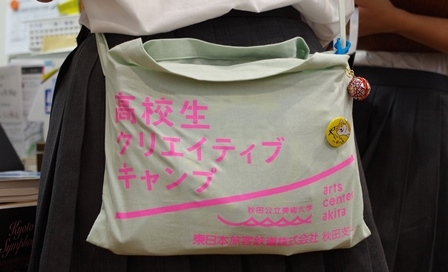 高校生
クリエイティブ
キャンプ
秋田公立美術大学
arts
center
akita
東日本旅客鉄道株式会社 秋田支
Kyoto